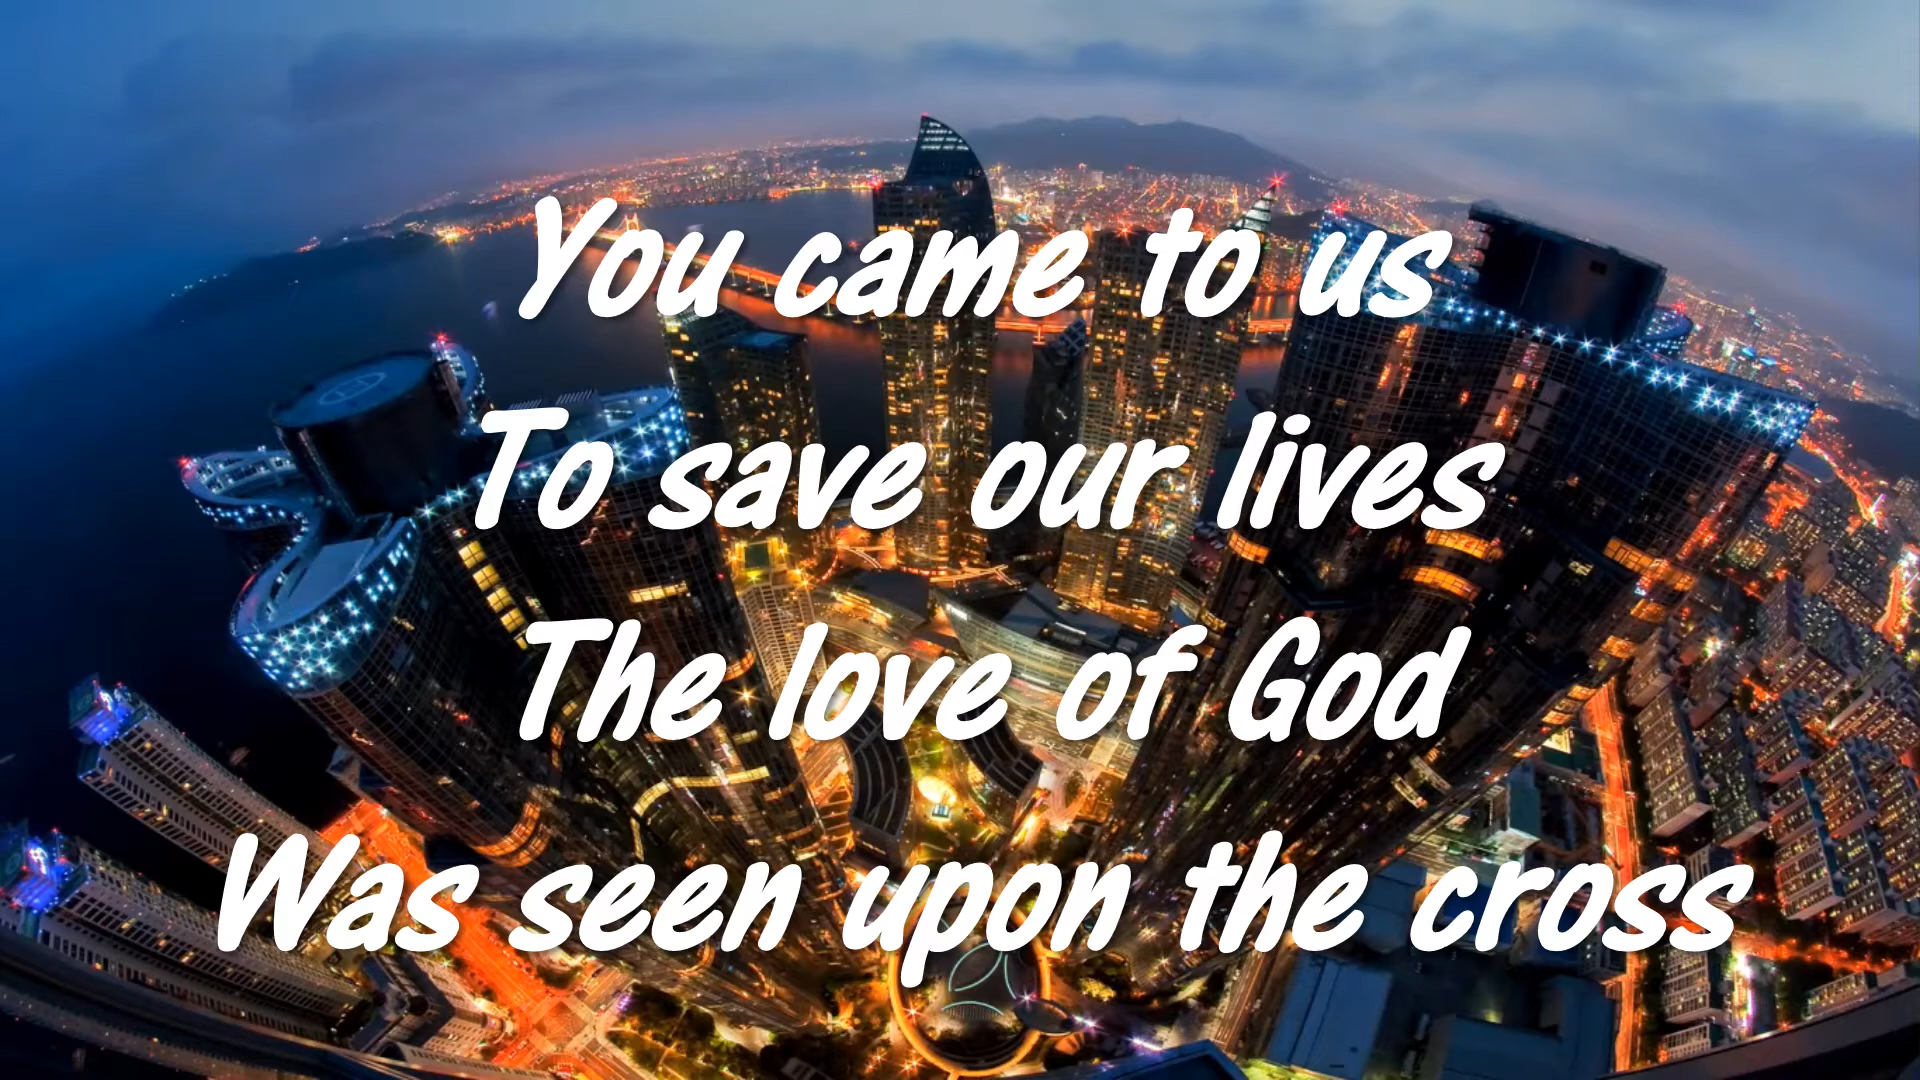 You came to us
To save our lives
The love of God
Was seen upon the cross